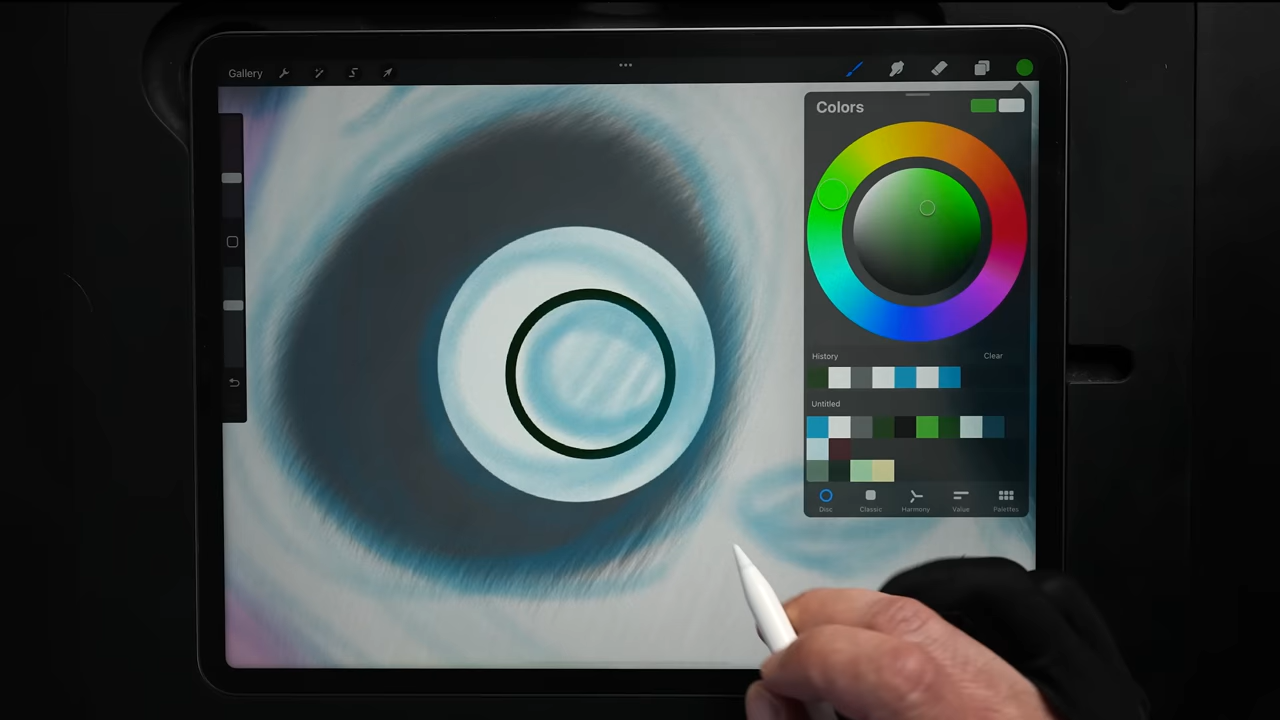 Gallery
Colors
History Clear
Untitled
Disc Classic Harmony Value Palettes